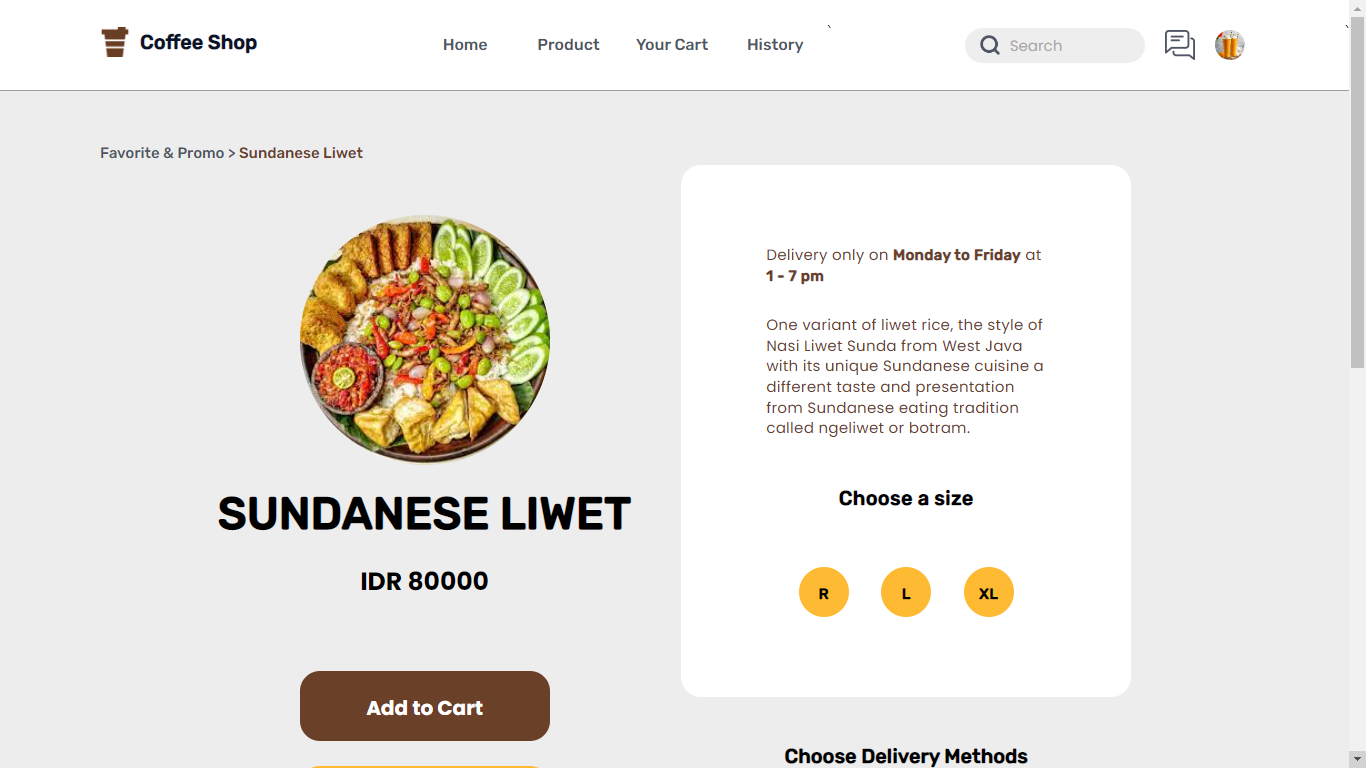 Coffee Shop
Home
Product
Your Cart
History
`
Search
`
Favorite & Promo > Sundanese Liwet
SUNDANESE LIWET
IDR 80000
Add to Cart
Delivery only on Monday to Friday at
1 - 7 pm
One variant of liwet rice, the style of
Nasi Liwet Sunda from West Java
with its unique Sundanese cuisine a
different taste and presentation
from Sundanese eating tradition
called ngeliwet or botram.
Choose a size
R
L
XL
Choose Delivery Methods